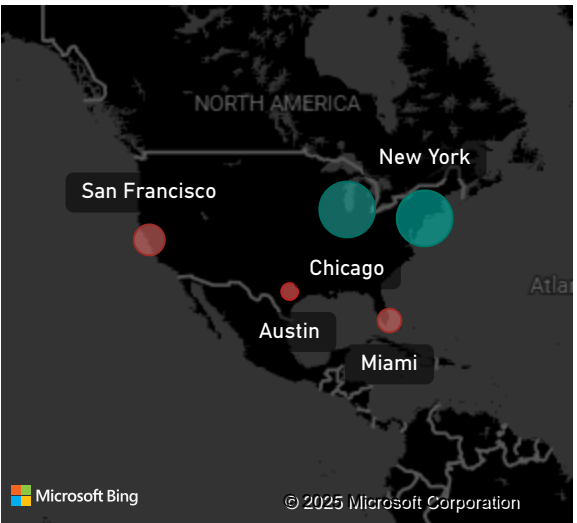 NORTH AMERICA
New York
San Francisco
Chicago
Austin
Miami
Microsoft Bing
© 2025 Microsoft Corporation